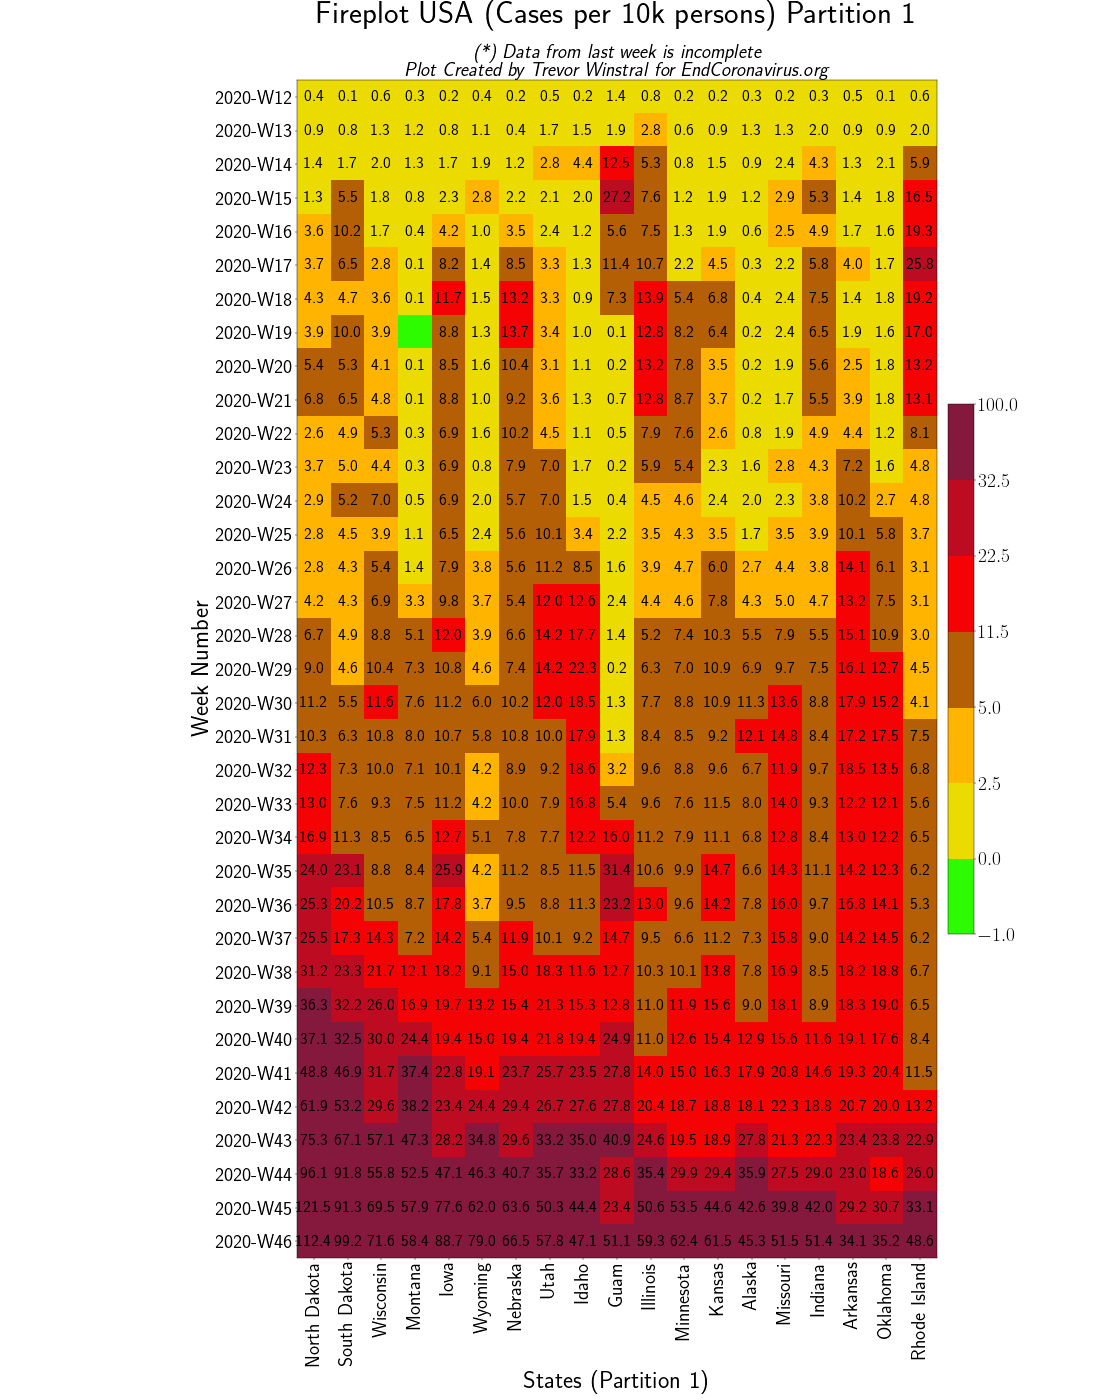 Fireplot USA (Cases per 10k persons) Partition 1
(*) Data from last week is incomplete
Plot Created by Trevor Winstral for EndCoronavirus.org
2020-W12 0.4 0.1 0.6 0.3 0.2 0.4 0.2 0.5 0.2 1.4 0.8 0.2 0.2 0.3 0.2 0.3 0.5 0.1 0.6
2020-W13 0.9 0.8 1.3 1.2 0.8 1.1 0.4 1.7 1.5 1.9 2.8 0.6 0.9 1.3 1.3 2.0 0.9 0.9 2.0
2020-W14 1.4 1.7 2.0 1.3 1.7 1.9 1.2 2.8 4.4 12.5 5.3 0.8 1.5 0.9 2.4 4.3 1.3 2.1 5.9
2020-W15 1.3 5.5 1.8 0.8 2.3 2.8 2.2 2.1 2.0 27.2 7.6 1.2 1.9 1.2 2.9 5.3 1.4 1.8 16.5
2020-W16 3.6 10.2 1.7 0.4 4.2 1.0 3.5 2.4 1.2 5.6 7.5 1.3 1.9 0.6 2.5 4.9 1.7 1.6 19.3
2020-W17 3.7 6.5 2.8 0.1 8.2 1.4 8.5 3.3 1.3 11.4 10.7 2.2 4.5 0.3 2.2 5.8 4.0 1.7 25.8
2020-W18 4.3 4.7 3.6 0.1 11.7 1.5 13.2 3.3 0.9 7.3 13.9 5.4 6.8 0.4 2.4 7.5 1.4 1.8 19.2
2020-W19 3.9 10.0 3.9 8.8 1.3 13.7 3.4 1.0 0.1 12.8 8.2 6.4 0.2 2.4 6.5 1.9 1.6 17.0
2020-W20 5.4 5.3 4.1 0.1 8.5 1.6 10.4 3.1 1.1 0.2 13.2 7.8 3.5 0.2 1.9 5.6 2.5 1.8 13.2
2020-W21 6.8 6.5 4.8 0.1 8.8 1.0 9.2 3.6 1.3 0.7 12.8 8.7 3.7 0.2 1.7 5.5 3.9 1.8 13.1
2020-W22 2.6 4.9 5.3 0.3 6.9 1.6 10.2 4.5 1.1 0.5 7.9 7.6 2.6 0.8 1.9 4.9 4.4 1.2 8.1
2020-W23 3.7 5.0 4.4 0.3 6.9 0.8 7.9 7.0 1.7 0.2 5.9 5.4 2.3 1.6 2.8 4.3 7.2 1.6 4.8
2020-W24 2.9 5.2 7.0 0.5 6.9 2.0 5.7 7.0 1.5 0.4 4.5 4.6 2.4 2.0 2.3 3.8 10.2 2.7 4.8
2020-W25 2.8 4.5 3.9 1.1 6.5 2.4 5.6 10.1 3.4 2.2 3.5 4.3 3.5 1.7 3.5 3.9 10.1 5.8 3.7
2020-W26 2.8 4.3 5.4 1.4 7.9 3.8 5.6 11.2 8.5 1.6 3.9 4.7 6.0 2.7 4.4 3.8 14.1 6.1 3.1
2020-W27 4.2 4.3 6.9 3.3 9.8 3.7 5.4 12.0 12.6 2.4 4.4 4.6 7.8 4.3 5.0 4.7 13.2 7.5 3.1
2020-W28 6.7 4.9 8.8 5.1 12.0 3.9 6.6 14.2 17.7 1.4 5.2 7.4 10.3 5.5 7.9 5.5 15.1 10.9 3.0
2020-W29 9.0 4.6 10.4 7.3 10.8 4.6 7.4 14.2 22.3 0.2 6.3 7.0 10.9 6.9 9.7 7.5 16.1 12.7 4.5
2020-W30 11.2 5.5 11.6 7.6 11.2 6.0 10.2 12.0 18.5 1.3 7.7 8.8 10.9 11.3 13.6 8.8 17.9 15.2 4.1
2020-W31 10.3 6.3 10.8 8.0 10.7 5.8 10.8 10.0 17.9 1.3 8.4 8.5 9.2 12.1 14.8 8.4 17.2 17.5 7.5
2020-W32 12.3 7.3 10.0 7.1 10.1 4.2 8.9 9.2 18.6 3.2 9.6 8.8 9.6 6.7 11.9 9.7 18.5 13.5 6.8
2020-W33 13.0 7.6 9.3 7.5 11.2 4.2 10.0 7.9 16.8 5.4 9.6 7.6 11.5 8.0 14.0 9.3 12.2 12.1 5.6
2020-W34 16.9 11.3 8.5 6.5 12.7 5.1 7.8 7.7 12.2 16.0 11.2 7.9 11.1 6.8 12.8 8.4 13.0 12.2 6.5
2020-W35 24.0 23.1 8.8 8.4 25.9 4.2 11.2 8.5 11.5 31.4 10.6 9.9 14.7 6.6 14.3 11.1 14.2 12.3 6.2
2020-W36 25.3 20.2 10.5 8.7 17.8 3.7 9.5 8.8 11.3 23.2 13.0 9.6 14.2 7.8 16.0 9.7 16.8 14.1 5.3
2020-W37 25.5 17.3 14.3 7.2 14.2 5.4 11.9 10.1 9.2 14.7 9.5 6.6 11.2 7.3 15.8 9.0 14.2 14.5 6.2
2020-W38 31.2 23.3 21.7 12.1 18.2 9.1 15.0 18.3 11.6 12.7 10.3 10.1 13.8 7.8 16.9 8.5 18.2 18.8 6.7
2020-W39 36.3 32.2 26.0 16.9 19.7 13.2 15.4 21.3 15.3 12.8 11.0 11.9 15.6 9.0 18.1 8.9 18.3 19.0 6.5
2020-W40 37.1 32.5 30.0 24.4 19.4 15.0 19.4 21.8 19.4 24.9 11.0 12.6 15.4 12.9 15.6 11.6 19.1 17.6 8.4
2020-W41 48.8 46.9 31.7 37.4 22.8 19.1 23.7 25.7 23.5 27.8 14.0 15.0 16.3 17.9 20.8 14.6 19.3 20.4 11.5
2020-W42 61.9 53.2 29.6 38.2 23.4 24.4 29.4 26.7 27.6 27.8 20.4 18.7 18.8 18.1 22.3 18.8 20.7 20.0 13.2
2020-W43 75.3 67.1 57.1 47.3 28.2 34.8 29.6 33.2 35.0 40.9 24.6 19.5 18.9 27.8 21.3 22.3 23.4 23.8 22.9
2020-W44 96.1 91.8 55.8 52.5 47.1 46.3 40.7 35.7 33.2 28.6 35.4 29.9 29.4 35.9 27.5 29.0 23.0 18.6 26.0
2020-W45 121.5 91.3 69.5 57.9 77.6 62.0 63.6 50.3 44.4 23.4 50.6 53.5 44.6 42.6 39.8 42.0 29.2 30.7 33.1
2020-W46 112.4 99.2 71.6 58.4 88.7 79.0 66.5 57.8 47.1 51.1 59.3 62.4 61.5 45.3 51.5 51.4 34.1 35.2 48.6
North Dakota
South Dakota
Wisconsin
Montana
Iowa
Wyoming
Nebraska
Utah
Idaho
Guam
Illinois
Minnesota
Kansas
Alaska
Missouri
Indiana
Arkansas
Oklahoma
Rhode Island
States (Partition 1)
Week Number
100.0
32.5
22.5
11.5
5.0
2.5
0.0
−1.0